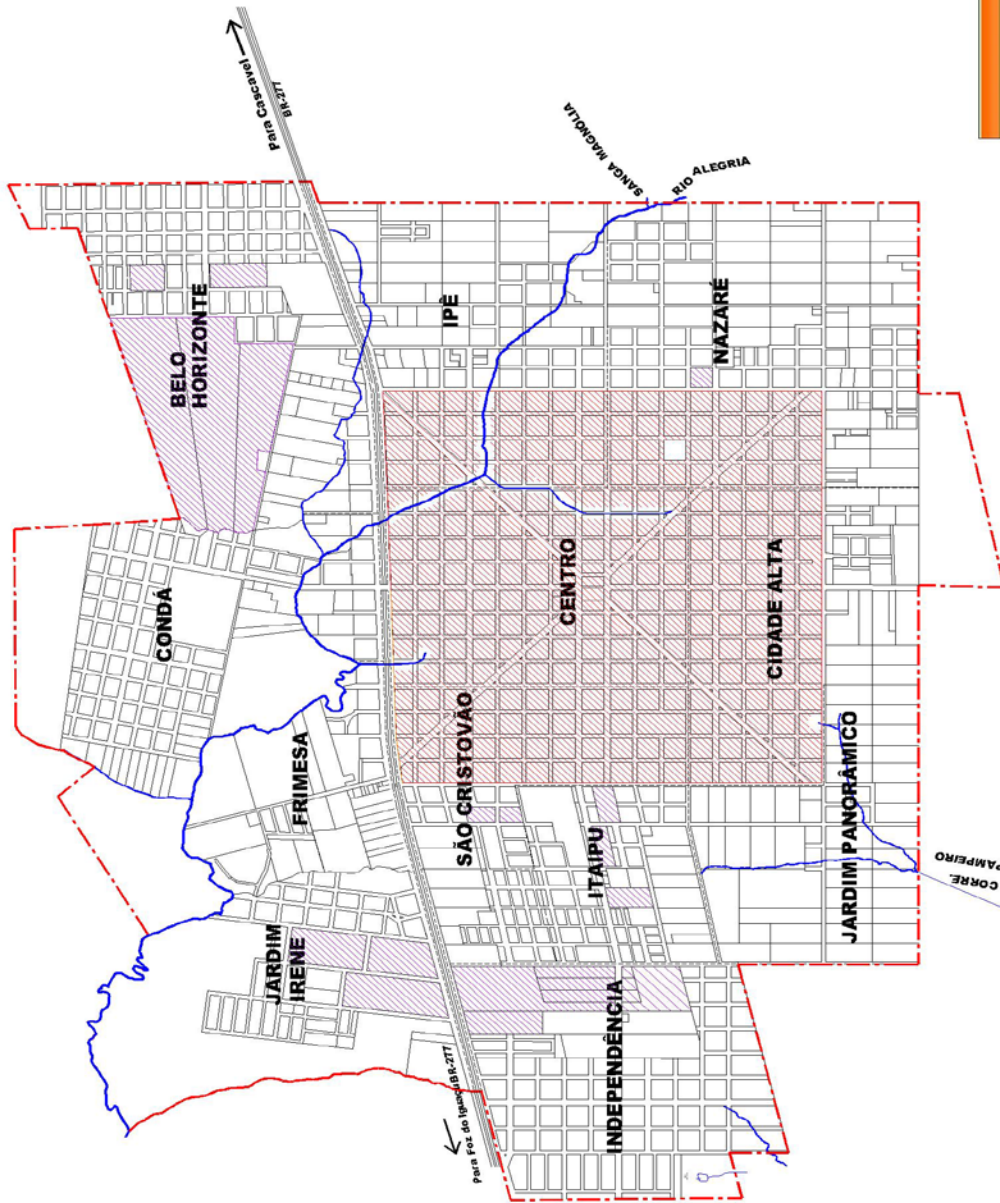 Para Cascavel
BR-277
SANGA MAGNÓLIA
RIO ALEGRIA
BELO
HORIZONTE
IPÊ
NAZARÉ
CONDÁ
CENTRO
CIDADE ALTA
FRIMESA
SÃO CRISTOVÃO
ITAIPU
JARDIM PANORÂMICO
CORRE.
PAMPEIRO
JARDIM
IRENE
INDEPENDÊNCIA
Para Foz do Iguaçu BR-277